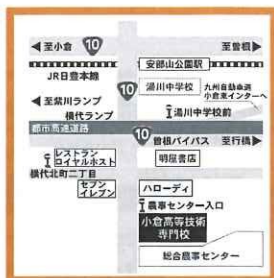 ◀至小倉 10 至曽根▶
安部山公園駅
JR日豊本線
10 湯川中学校 九州自動車道
小倉東インターへ
◀至紫川ランプ
横代ランプ
湯川中学校前
都市高速道路
10
曽根バイパス 至行橋▶
レストラン
ロイヤルホスト
明屋書店
横代北町二丁目
セブン
イレブン
ハローディ
農事センター入口
小倉高等技術
専門校
総合農事センター